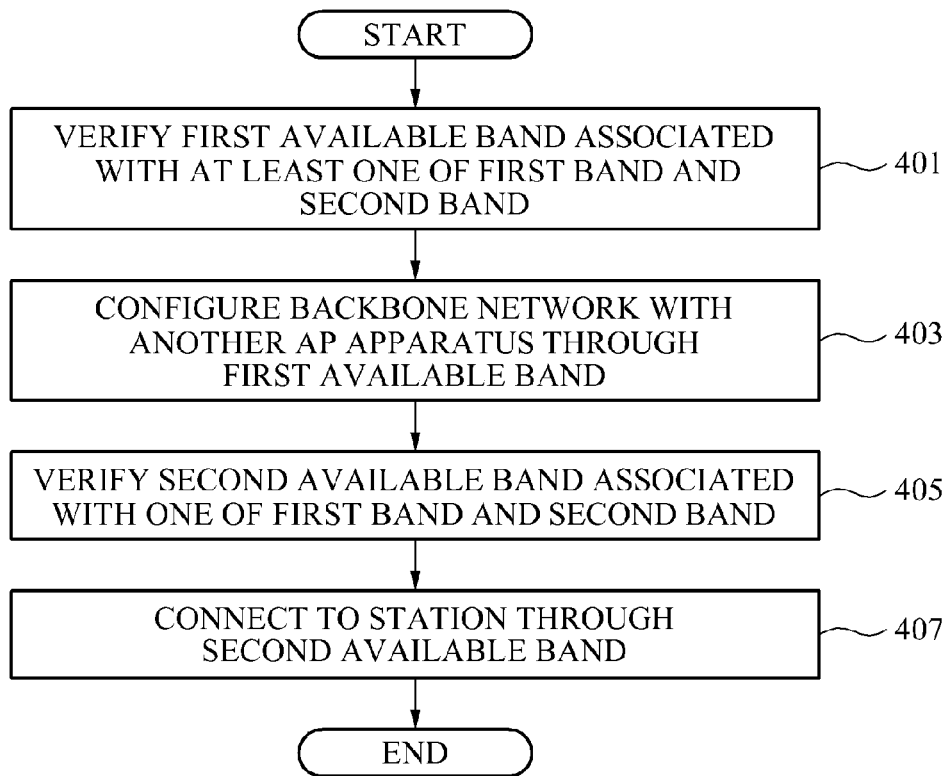 START
VERIFY FIRST AVAILABLE BAND ASSOCIATED
WITH AT LEAST ONE OF FIRST BAND AND
SECOND BAND
401
CONFIGURE BACKBONE NETWORK WITH
ANOTHER AP APPARATUS THROUGH
FIRST AVAILABLE BAND
403
VERIFY SECOND AVAILABLE BAND ASSOCIATED
WITH ONE OF FIRST BAND AND SECOND BAND
405
CONNECT TO STATION THROUGH
SECOND AVAILABLE BAND
407
END